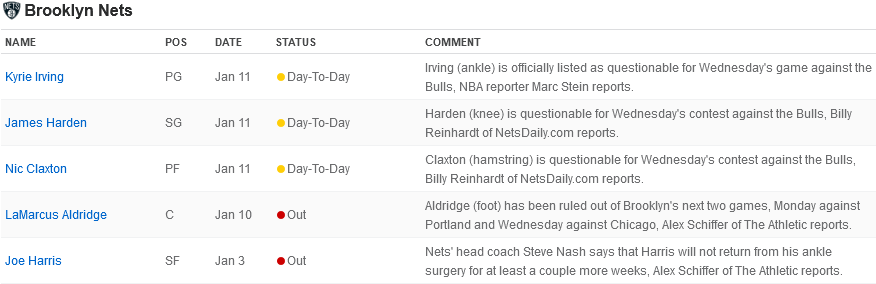 NETS
Brooklyn Nets
NAME POS DATE STATUS COMMENT
Kyrie Irving PG Jan 11 Day-To-Day Irving (ankle) is officially listed as questionable for Wednesday's game against the
Bulls, NBA reporter Marc Stein reports.
James Harden SG Jan 11 Day-To-Day Harden (knee) is questionable for Wednesday's contest against the Bulls, Billy
Reinhardt of NetsDaily.com reports.
Nic Claxton PF Jan 11 Day-To-Day Claxton (hamstring) is questionable for Wednesday's contest against the Bulls,
Billy Reinhardt of NetsDaily.com reports.
LaMarcus Aldridge C Jan 10 Out Aldridge (foot) has been ruled out of Brooklyn's next two games, Monday against
Portland and Wednesday against Chicago, Alex Schiffer of The Athletic reports.
Joe Harris SF Jan 3 Out Nets' head coach Steve Nash says that Harris will not return from his ankle
surgery for at least a couple more weeks, Alex Schiffer of The Athletic reports.